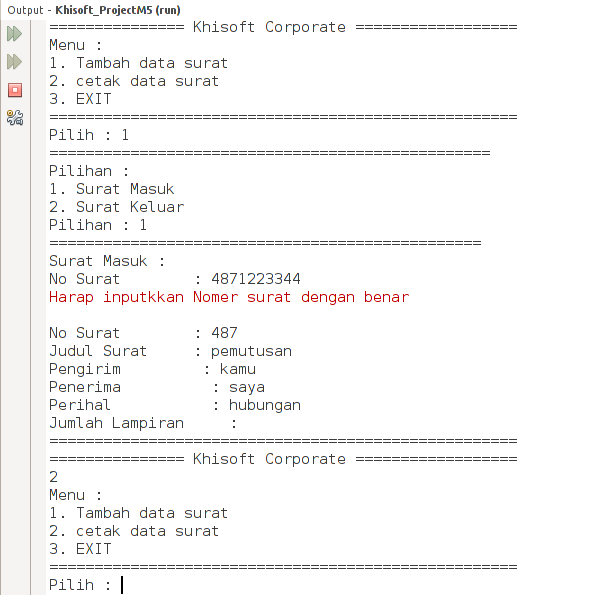 Output - Khisoft_ProjectM5 (run)
=============== Khisoft Corporate ==================
Menu :
1. Tambah data surat
2. cetak data surat
3. EXIT
====================================================
Pilih : 1
=================================================
Pilihan :
1. Surat Masuk
2. Surat Keluar
Pilihan : 1
================================================
Surat Masuk :
No Surat : 4871223344
Harap inputkkan Nomer surat dengan benar
No Surat : 487
Judul Surat : pemutusan
Pengirim : kamu
Penerima : saya
Perihal : hubungan
Jumlah Lampiran :
====================================================
=============== Khisoft Corporate ==================
2
Menu :
1. Tambah data surat
2. cetak data surat
3. EXIT
====================================================
Pilih :